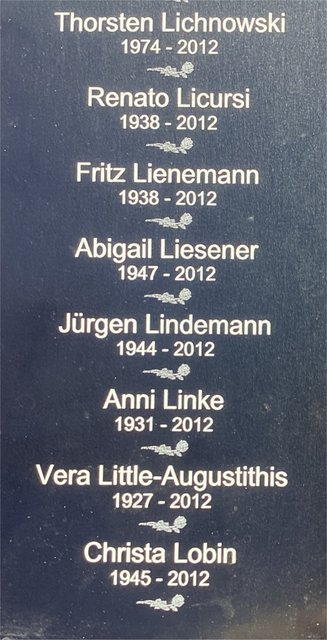 Thorsten Lichnowski
1974 - 2012
Renato Licursi
1938 - 2012
Fritz Lienemann
1938 - 2012
Abigail Liesener
1947 - 2012
Jürgen Lindemann
1944 - 2012
Anni Linke
1931 - 2012
Vera Little-Augustithis
1927 - 2012
Christa Lobin
1945 - 2012